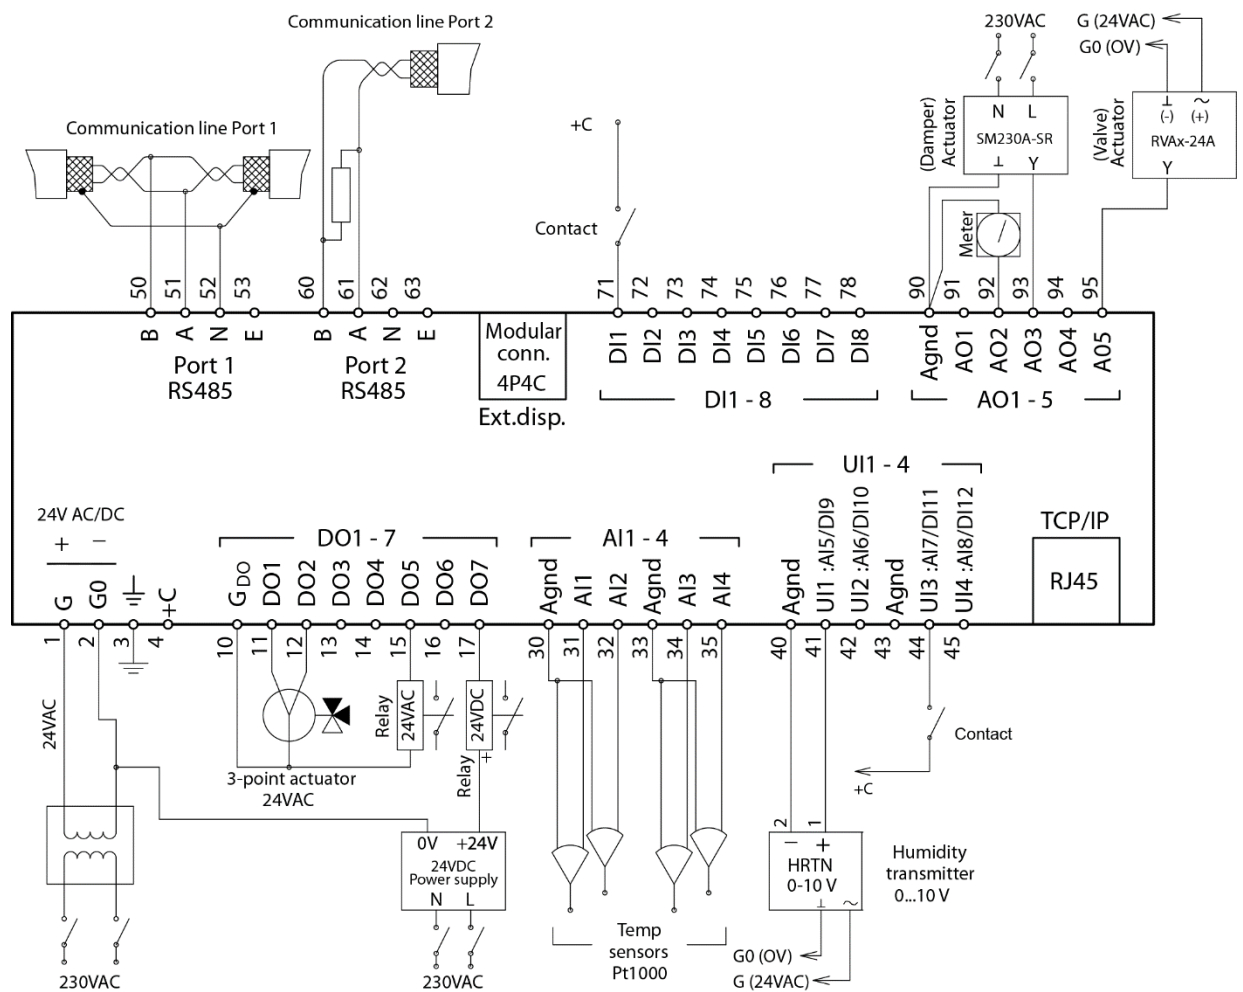 Communication line Port 2
230VAC
G (24VAC)
G0 (OV)
Communication line Port 1
+C
(Damper)
Actuator
N L
SM230A-SR
⊥ Y
(Valve)
Actuator
⊥ ~
(-) (+)
RVAx-24A
Y
Contact
Meter
50 51 52 53 60 61 62 63 71 72 73 74 75 76 77 78 90 91 92 93 94 95
B A N E B A N E
Port 1
RS485
Port 2
RS485
Modular
conn.
4P4C
Ext.disp.
DI1 DI2 DI3 DI4 DI5 DI6 DI7 DI8
DI1 - 8
Agnd AO1 AO2 AO3 AO4 A05
AO1 - 5
UI1 - 4
24V AC/DC
+ −
DO1 - 7
AI1 - 4
TCP/IP
RJ45
G G0 +C
GDO DO1 DO2 DO3 DO4 DO5 DO6 DO7
Agnd AI1 AI2 Agnd AI3 AI4
Agnd UI1 :AI5/DI9 UI2 :AI6/DI10 Agnd UI3 :AI7/DI11 UI4 :AI8/DI12
1 2 3 4 10 11 12 13 14 15 16 17 30 31 32 33 34 35 40 41 42 43 44 45
24VAC
Relay
24VAC
24VDC
Relay
+
3-point actuator
24VAC
Contact
+C
0V +24V
24VDC
Power supply
N L
2 1
− +
HRTN
0-10 V
⊥ ~
Humidity
transmitter
0...10 V
Temp
sensors
Pt1000
G0 (OV)
G (24VAC)
230VAC
230VAC